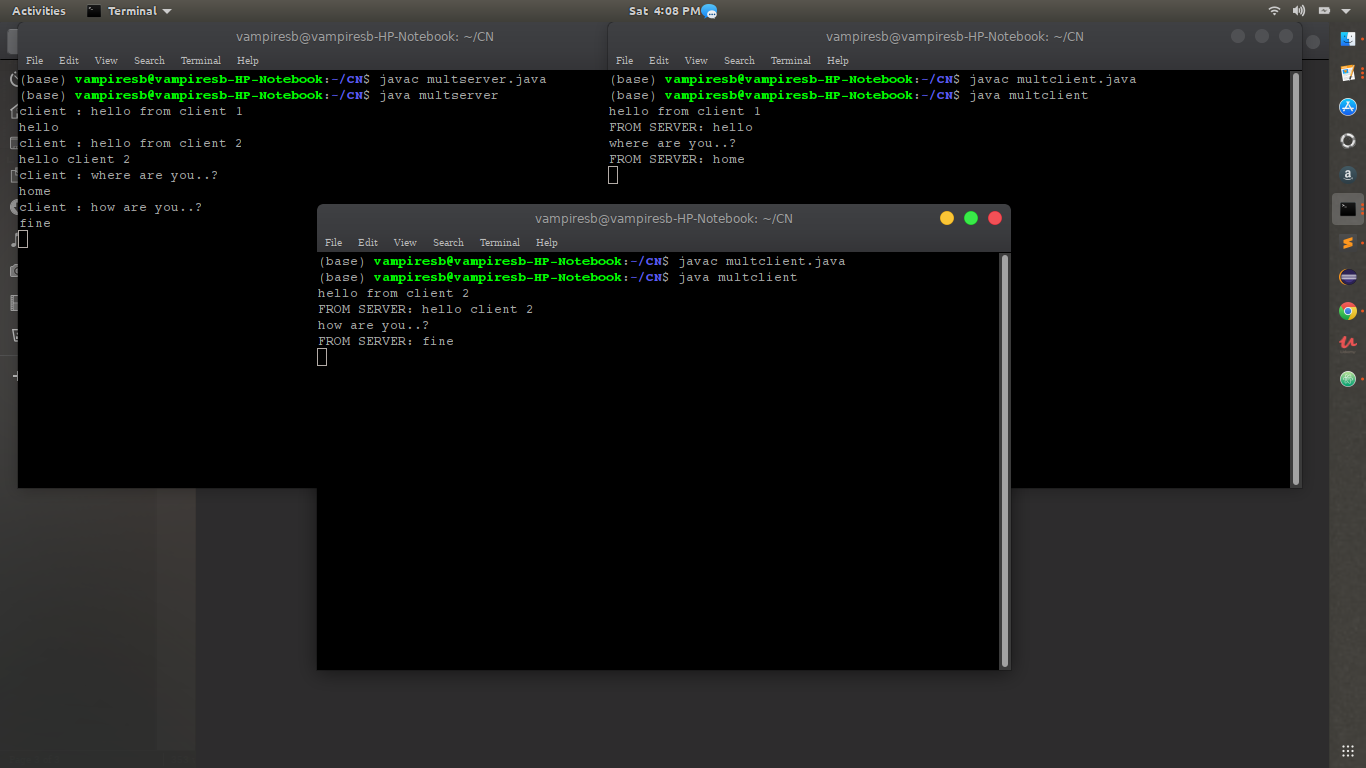 Activities Terminal Sat 4:08 PM
vampiresb@vampiresb-HP-Notebook: ~/CN
File Edit View Search Terminal Help
(base) vampiresb@vampiresb-HP-Notebook:~/CN$ javac multserver.java
(base) vampiresb@vampiresb-HP-Notebook:~/CN$ java multserver
client : hello from client 1
hello
client : hello from client 2
hello client 2
client : where are you..?
home
client : how are you..?
fine
vampiresb@vampiresb-HP-Notebook: ~/CN
File Edit View Search Terminal Help
(base) vampiresb@vampiresb-HP-Notebook:~/CN$ javac multclient.java
(base) vampiresb@vampiresb-HP-Notebook:~/CN$ java multclient
hello from client 1
FROM SERVER: hello
where are you..?
FROM SERVER: home
vampiresb@vampiresb-HP-Notebook: ~/CN
File Edit View Search Terminal Help
(base) vampiresb@vampiresb-HP-Notebook:~/CN$ javac multclient.java
(base) vampiresb@vampiresb-HP-Notebook:~/CN$ java multclient
hello from client 2
FROM SERVER: hello client 2
how are you..?
FROM SERVER: fine